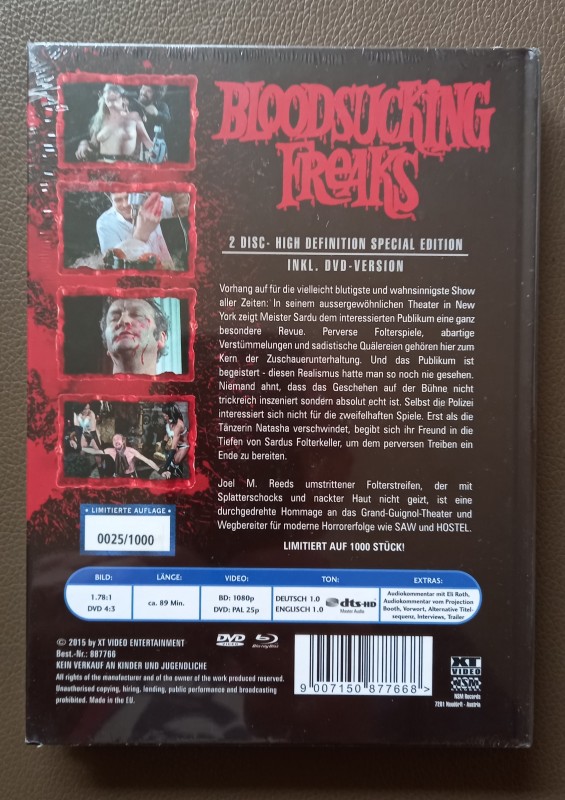 BLOODSUCKING
FREAKS
2 DISC- HIGH DEFINITION SPECIAL EDITION
INKL. DVD-VERSION
Vorhang auf für die vielleicht blutigste und wahnsinnigste Show
aller Zeiten: In seinem aussergewöhnlichen Theater in New
York zeigt Meister Sardu dem interessierten Publikum eine ganz
besondere Revue. Perverse Folterspiele, abartige
Verstümmelungen und sadistische Quälereien gehören hier zum
Kern der Zuschauerunterhaltung. Und das Publikum ist
begeistert - diesen Realismus hatte man so noch nie gesehen.
Niemand ahnt, dass das Geschehen auf der Bühne nicht
trickreich inszeniert sondern absolut echt ist. Selbst die Polizei
interessiert sich nicht für die zweifelhaften Spiele. Erst als die
Tänzerin Natasha verschwindet, begibt sich ihr Freund in die
Tiefen von Sardus Folterkeller, um dem perversen Treiben ein
Ende zu bereiten.
Joel M. Reeds umstrittener Folterstreifen, der mit
Splatterschocks und nackter Haut nicht geizt, ist eine
durchgedrehte Hommage an das Grand-Guignol-Theater und
Wegbereiter für moderne Horrorerfolge wie SAW und HOSTEL.
LIMITIERT AUF 1000 STÜCK!
• LIMITIERTE AUFLAGE •
0025/1000
BILD: LÄNGE: VIDEO: TON: EXTRAS:
1.78:1
DVD 4:3
ca. 89 Min.
BD: 1080p
DVD: PAL 25p
DEUTSCH 1.0
ENGLISCH 1.0
dts-HD
Master Audio
Audiokommentar mit Eli Roth,
Audiokommentar vom Projection
Booth, Vorwort, Alternative Titel-
sequenz, Interviews, Trailer
© 2015 by XT VIDEO ENTERTAINMENT
Best.-Nr.: 887766
KEIN VERKAUF AN KINDER UND JUGENDLICHE
All rights of the manufacturer and of the owner of the work produced reserved.
Unauthorised copying, hiring, lending, public performance and broadcasting
prohibited. Made in the EU.
DVD
VIDEO
Blu-ray Disc
9 007150 877668 >
XT
VIDEO
NSM
NSM Records
7201 Neudörfl - Austria